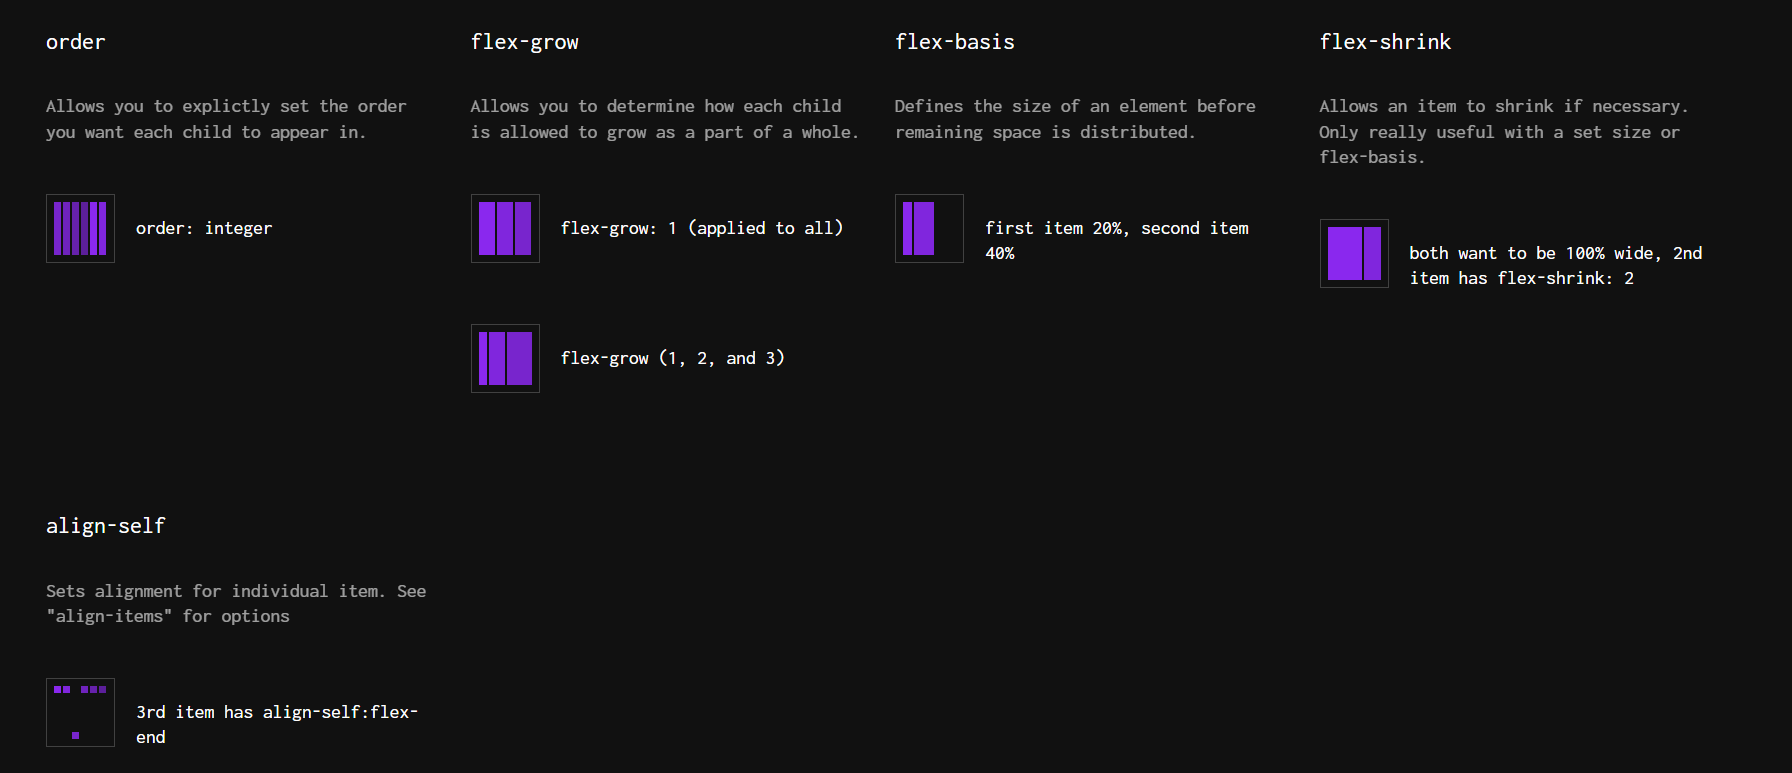 order
Allows you to explictly set the order
you want each child to appear in.
order: integer
flex-grow
Allows you to determine how each child
is allowed to grow as a part of a whole.
flex-grow: 1 (applied to all)
flex-grow (1, 2, and 3)
flex-basis
Defines the size of an element before
remaining space is distributed.
first item 20%, second item
40%
flex-shrink
Allows an item to shrink if necessary.
Only really useful with a set size or
flex-basis.
both want to be 100% wide, 2nd
item has flex-shrink: 2
align-self
Sets alignment for individual item. See
"align-items" for options
3rd item has align-self:flex-
end